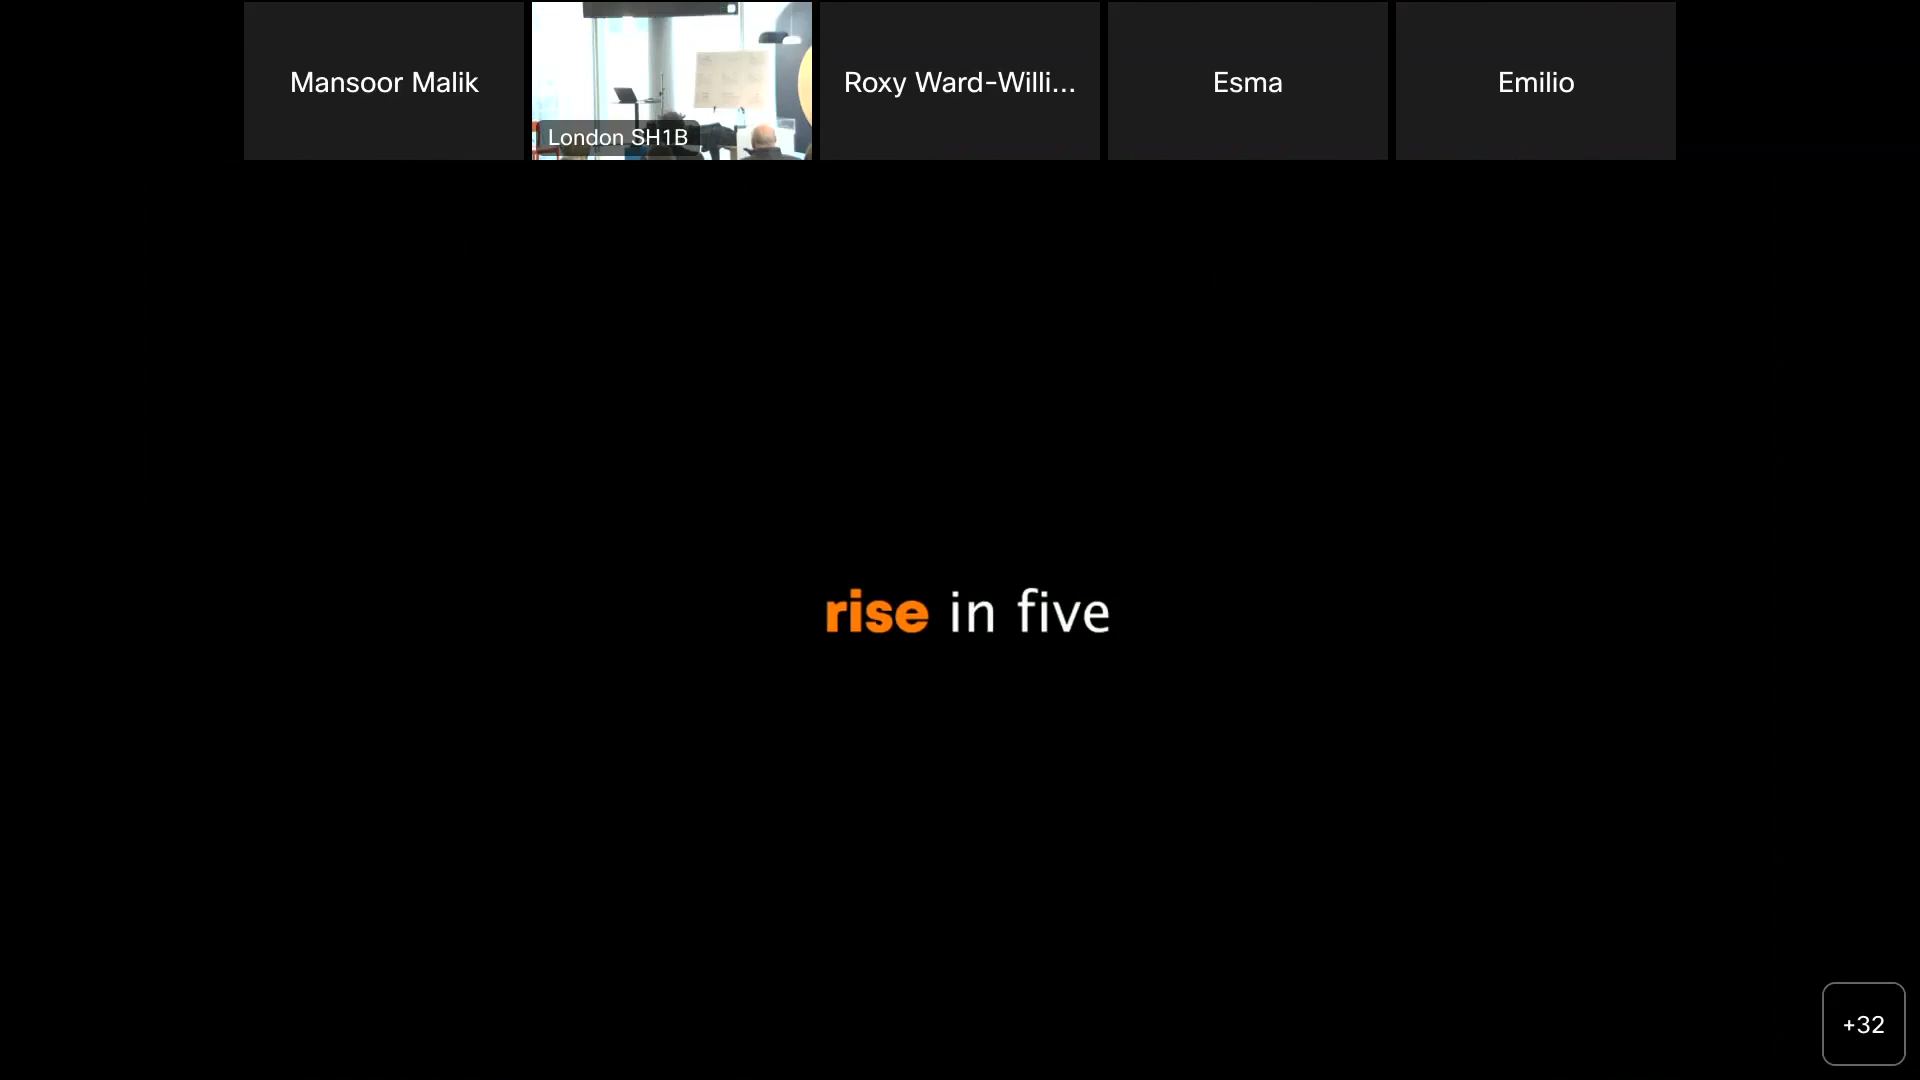 Mansoor Malik
London SH1B
Roxy Ward-Willi...
Esma
Emilio
rise in five
+32